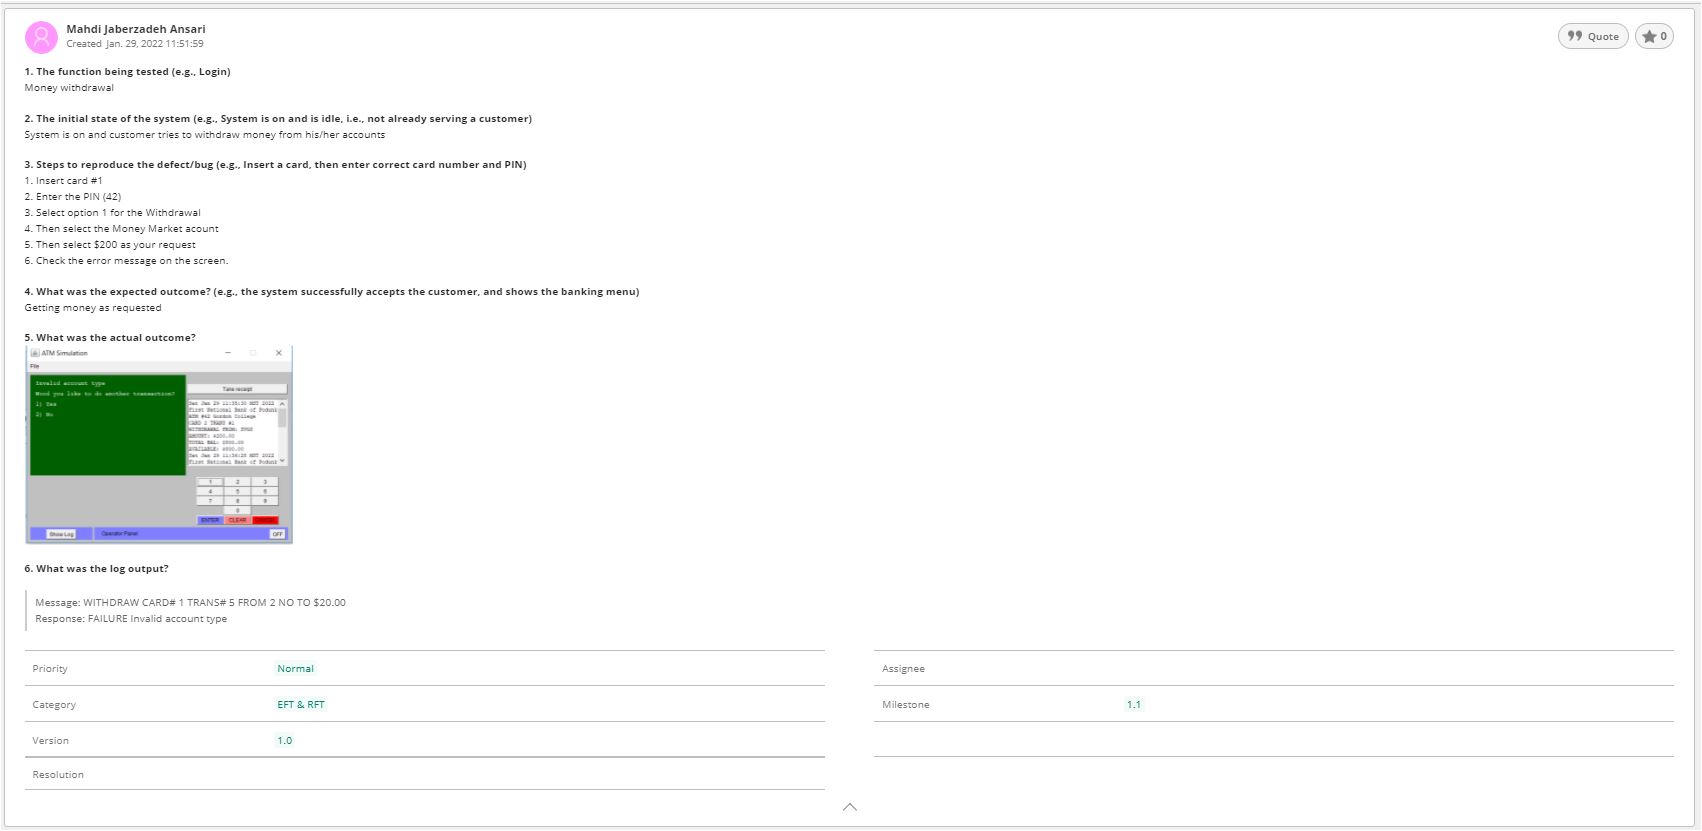 Mahdi Jaberzadeh Ansari
Created Jan. 29, 2022 11:51:59
Quote
0
1. The function being tested (e.g., Login)
Money withdrawal
2. The initial state of the system (e.g., System is on and is idle, i.e., not already serving a customer)
System is on and customer tries to withdraw money from his/her accounts
3. Steps to reproduce the defect/bug (e.g., Insert a card, then enter correct card number and PIN)
1. Insert card #1
2. Enter the PIN (42)
3. Select option 1 for the Withdrawal
4. Then select the Money Market acount
5. Then select $200 as your request
6. Check the error message on the screen.
4. What was the expected outcome? (e.g., the system successfully accepts the customer, and shows the banking menu)
Getting money as requested
5. What was the actual outcome?
ATM Simulation
File
Invalid account type
Would you like to do another transaction?
1) Yes
2) No
Take receipt
Sat Jan 29 11:35:30 MST 2022
First National Bank of Podunk
ATM #42 Gordon College
CARD 1 TRANS #1
WITHDRAWAL FROM:
AMOUNT: $200.00
TOTAL BAL:
AVAILABLE:
Sat Jan 29 11:36:28 MST 2022
First National Bank of Podunk
1 2 3
4 5 6
7 8 9
0
ENTER CLEAR CANCEL
Show Log
Operator Panel
OFF
6. What was the log output?
Message: WITHDRAW CARD# 1 TRANS# 5 FROM 2 NO TO $20.00
Response: FAILURE Invalid account type
Priority Normal
Assignee
Category EFT & RFT
Milestone 1.1
Version 1.0
Resolution